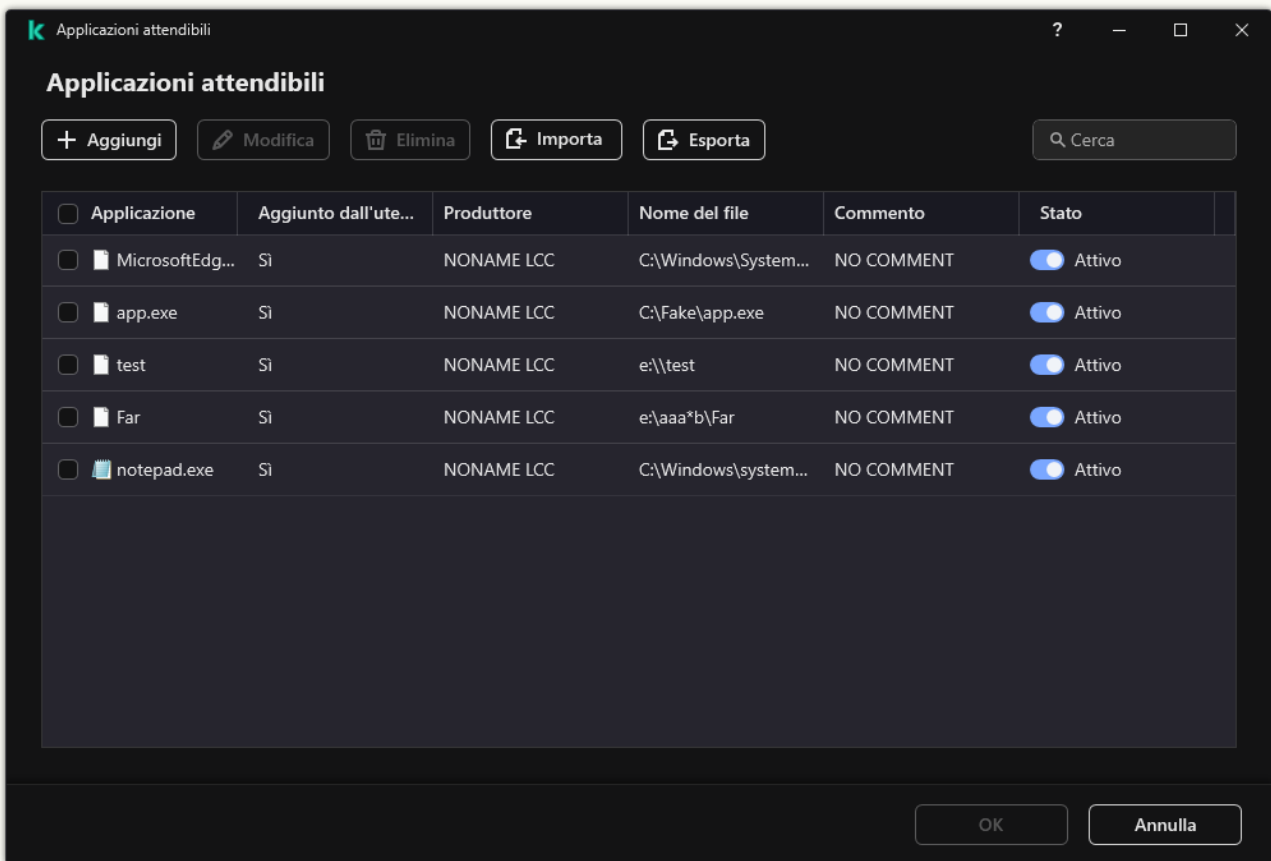 Applicazioni attendibili
?
Applicazioni attendibili
Aggiungi Modifica Elimina Importa Esporta Cerca
Applicazione Aggiunto dall'ute... Produttore Nome del file Commento Stato
MicrosoftEdg... Sì NONAME LCC C:\Windows\System... NO COMMENT Attivo
app.exe Sì NONAME LCC C:\Fake\app.exe NO COMMENT Attivo
test Sì NONAME LCC e:\\test NO COMMENT Attivo
Far Sì NONAME LCC e:\aaa*b\Far NO COMMENT Attivo
notepad.exe Sì NONAME LCC C:\Windows\system... NO COMMENT Attivo
OK Annulla